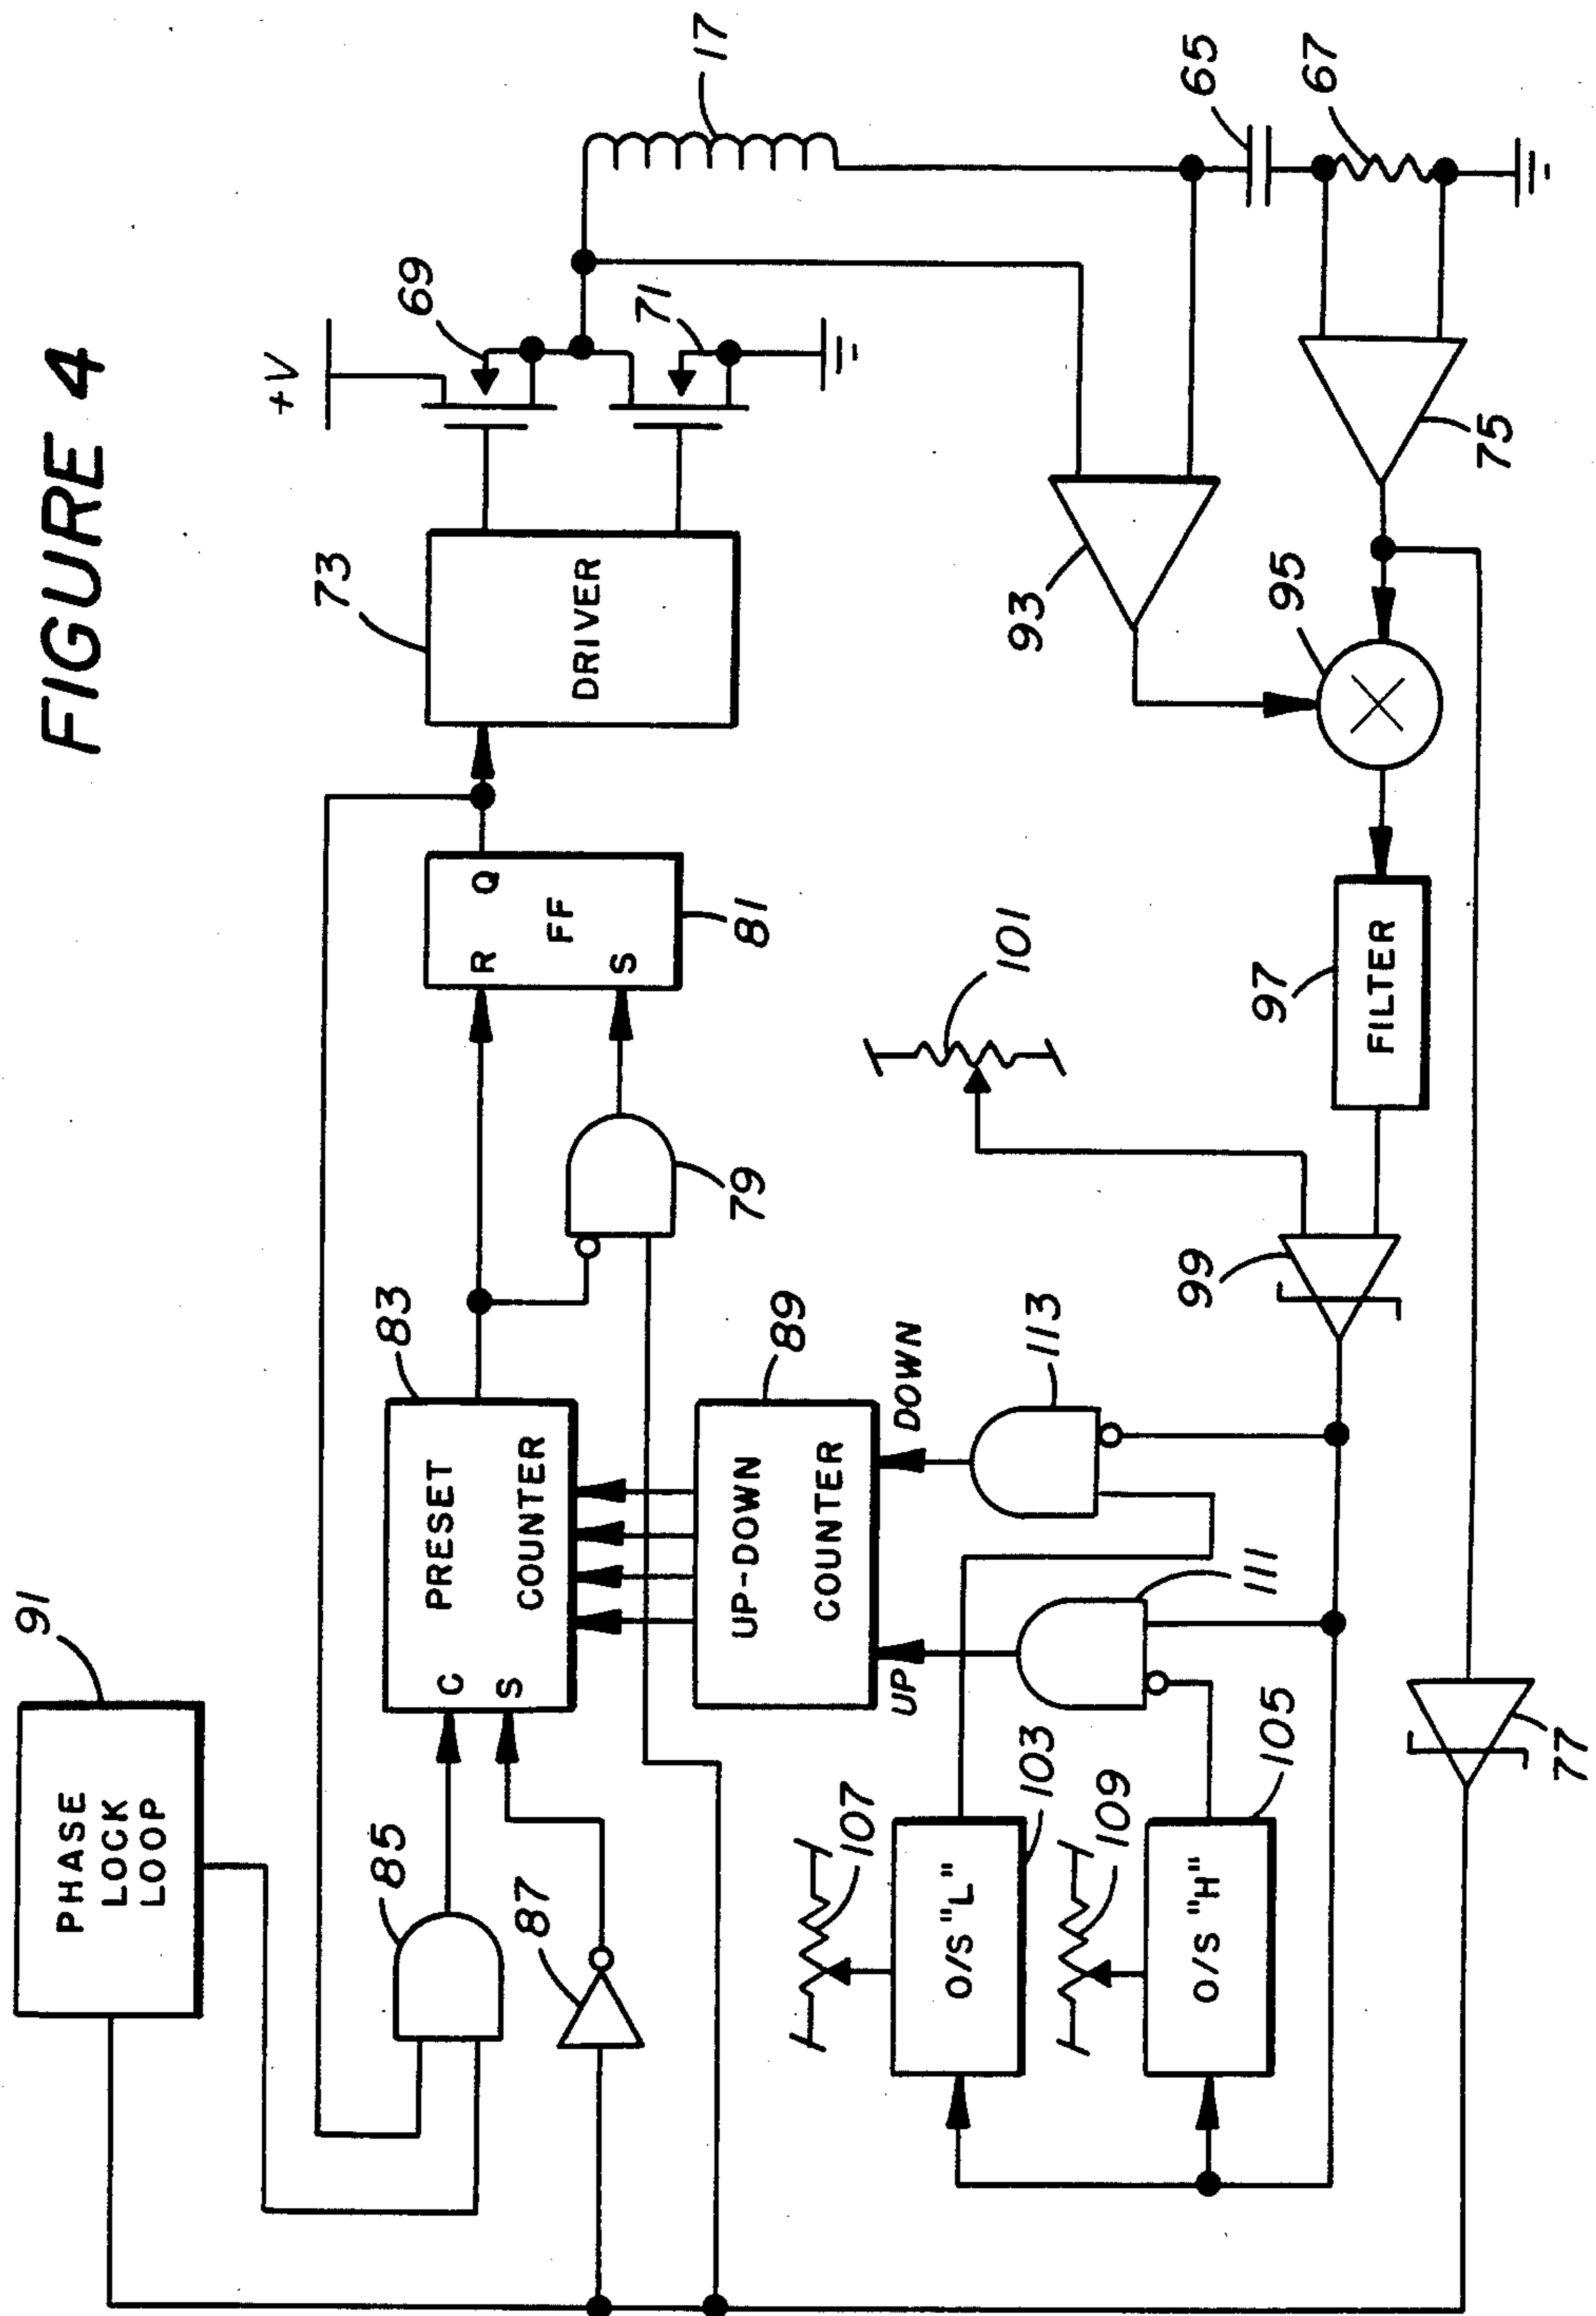 FIGURE 4
91
PHASE
LOCK
LOOP
85
87
83
PRESET
COUNTER
C
S
79
R
Q
FF
S
81
73
DRIVER
+V
69
71
17
89
UP-DOWN
COUNTER
UP
DOWN
107
103
O/S "L"
109
105
O/S "H"
111
113
101
99
97
FILTER
93
95
75
77
65
67